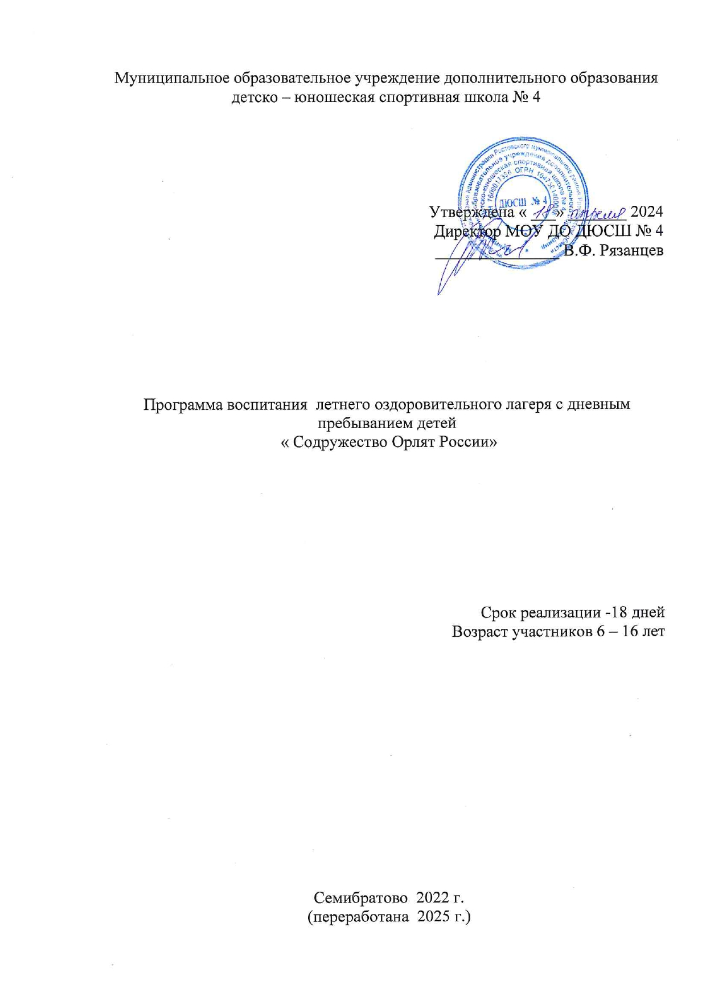 Муниципальное образовательное учреждение дополнительного образования
детско – юношеская спортивная школа № 4
ДЮСШ № 4
Утверждена « 18 » апреля 2024
Директор МОУ ДО ДЮСШ № 4
В.Ф. Рязанцев
Программа воспитания летнего оздоровительного лагеря с дневным
пребыванием детей
« Содружество Орлят России»
Срок реализации -18 дней
Возраст участников 6 – 16 лет
Семибратово 2022 г.
(переработана 2025 г.)